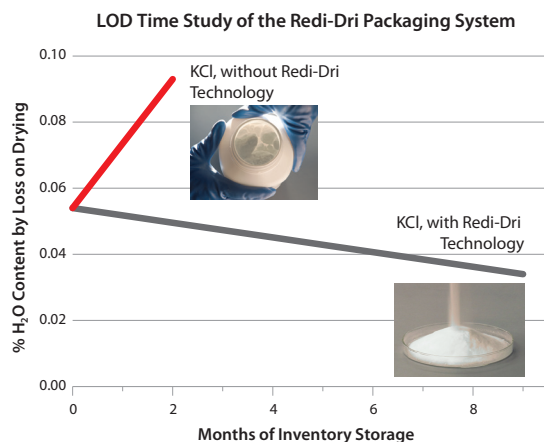 LOD Time Study of the Redi-Dri Packaging System
0.10
KCl, without Redi-Dri
Technology
0.08
0.06
KCl, with Redi-Dri
Technology
0.04
0.02
0.00
% H₂O Content by Loss on Drying
0
2
4
6
8
Months of Inventory Storage